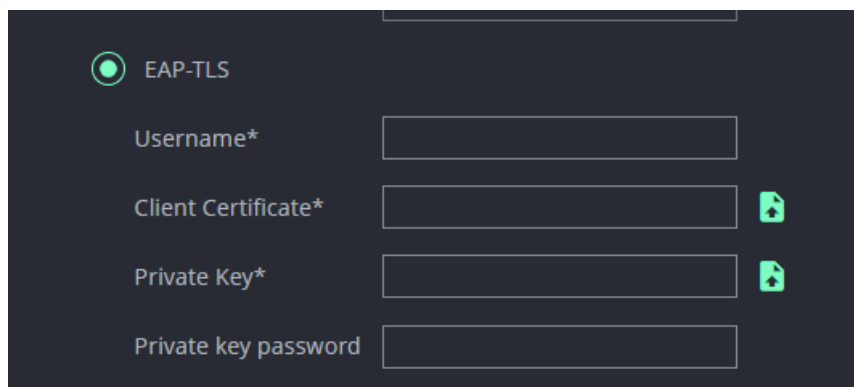 EAP-TLS
Username*
Client Certificate*
Private Key*
Private key password